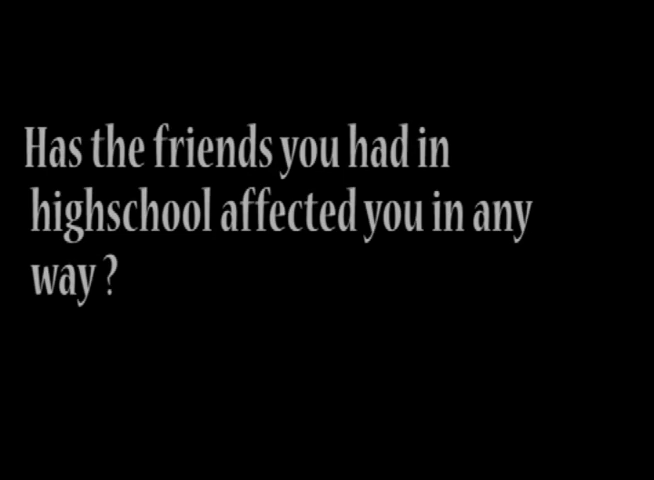 Has the friends you had in
highschool affected you in any
way ?